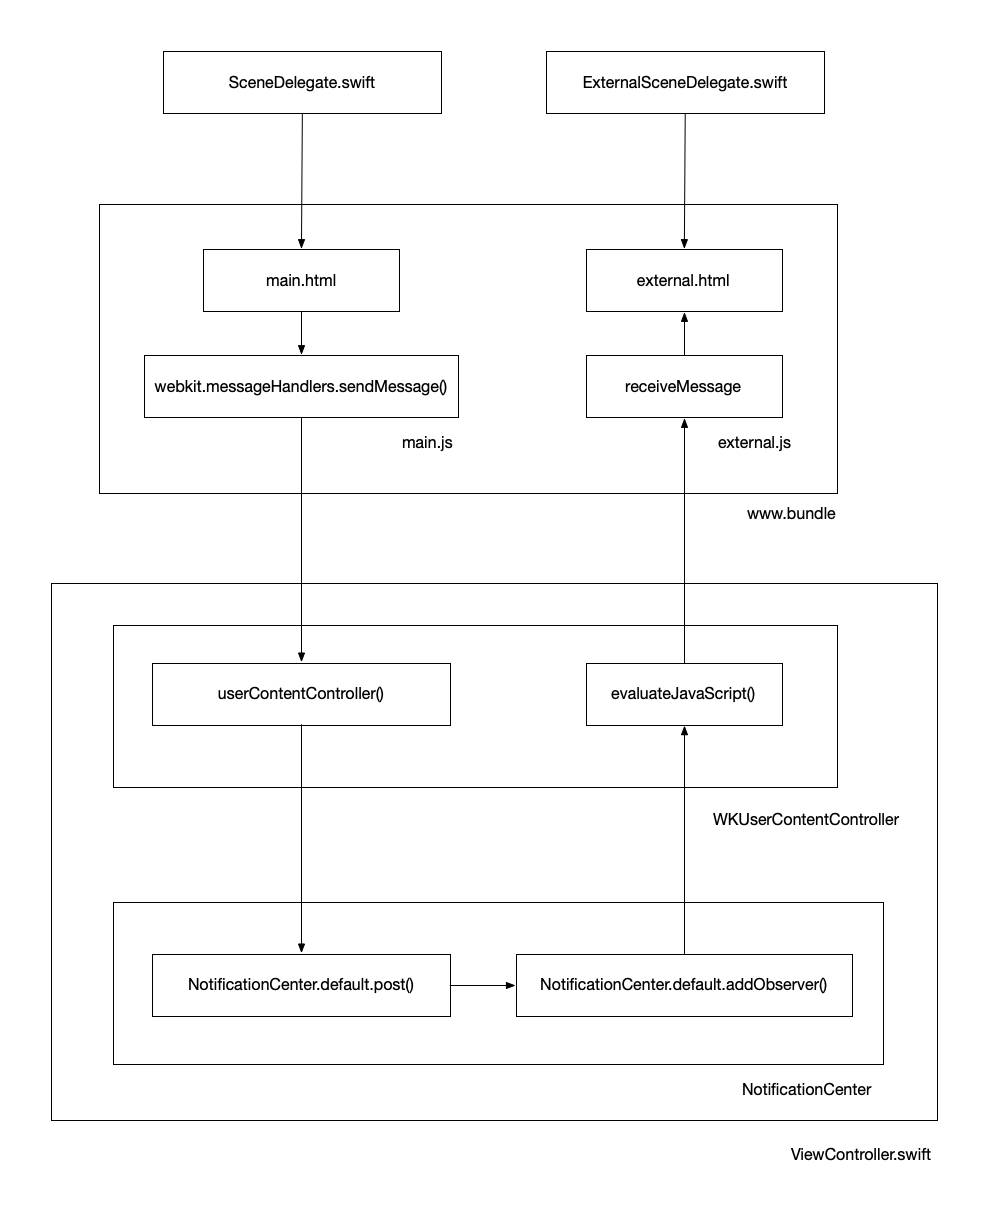 SceneDelegate.swift
ExternalSceneDelegate.swift
main.html
external.html
webkit.messageHandlers.sendMessage()
receiveMessage
main.js
external.js
www.bundle
userContentController()
evaluateJavaScript()
WKUserContentController
NotificationCenter.default.post()
NotificationCenter.default.addObserver()
NotificationCenter
ViewController.swift